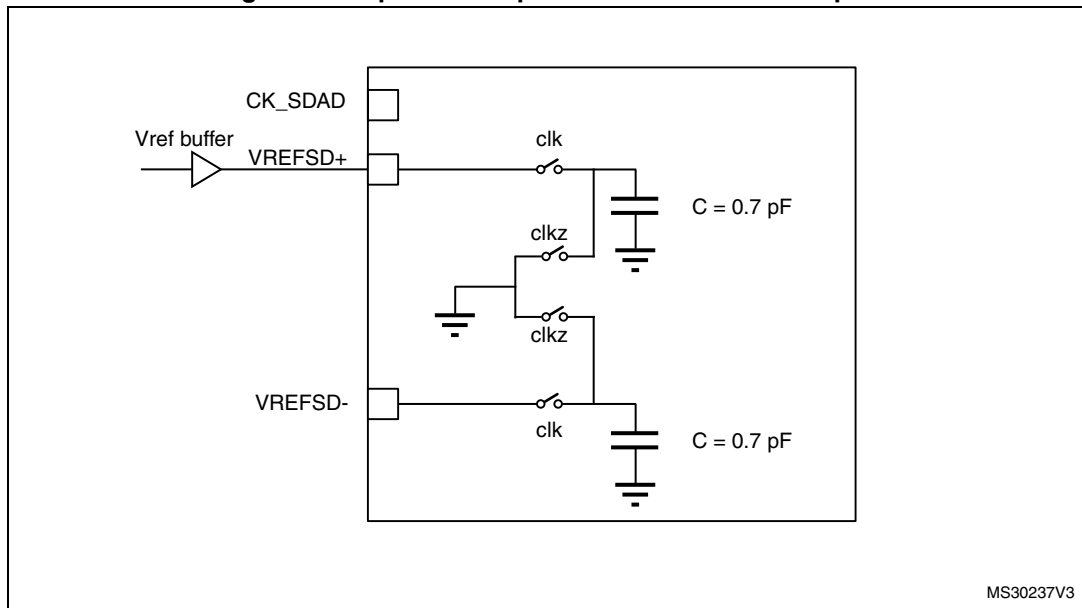 CK_SDAD
Vref buffer
VREFSD+
clk
C = 0.7 pF
clkz
clkz
VREFSD-
clk
C = 0.7 pF
MS30237V3